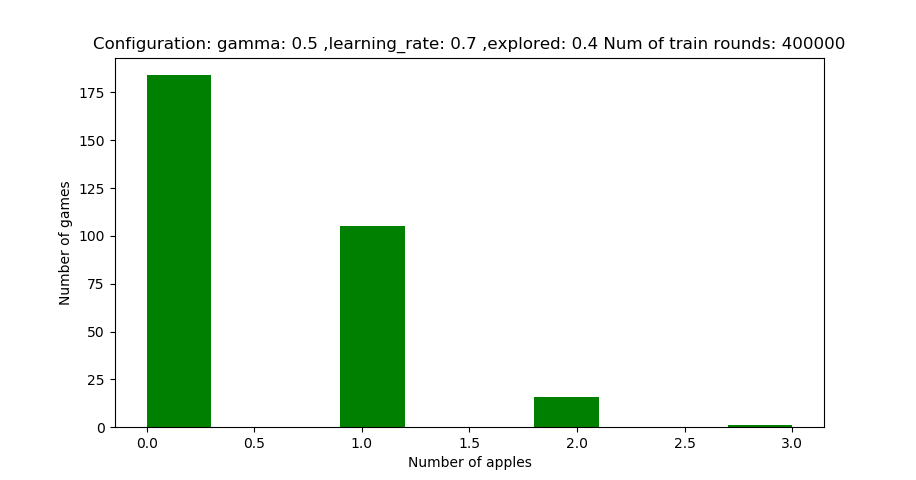 Configuration: gamma: 0.5 ,learning_rate: 0.7 ,explored: 0.4 Num of train rounds: 400000
Number of games
175
150
125
100
75
50
25
0
0.0 0.5 1.0 1.5 2.0 2.5 3.0
Number of apples